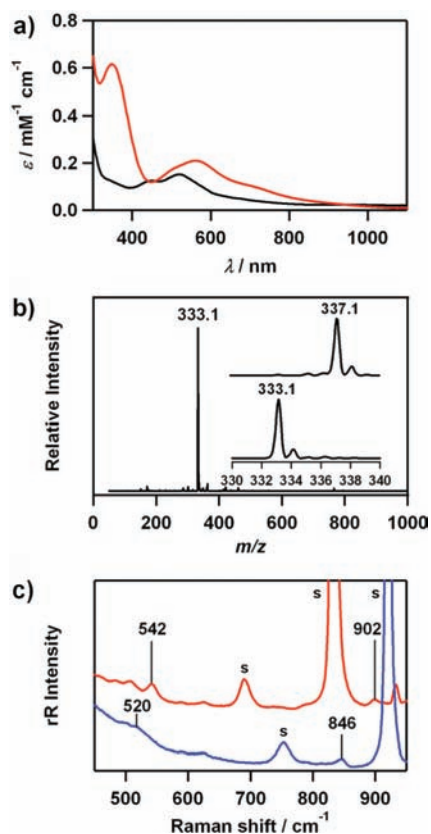 a)
0.8
0.6
0.4
0.2
0.0
ε / mM⁻¹ cm⁻¹
400 600 800 1000
λ / nm
b)
333.1
337.1
333.1
330 332 334 336 338 340
Relative Intensity
0 200 400 600 800 1000
m/z
c)
s s
542 s 902
520 s 846
rR Intensity
500 600 700 800 900
Raman shift / cm⁻¹